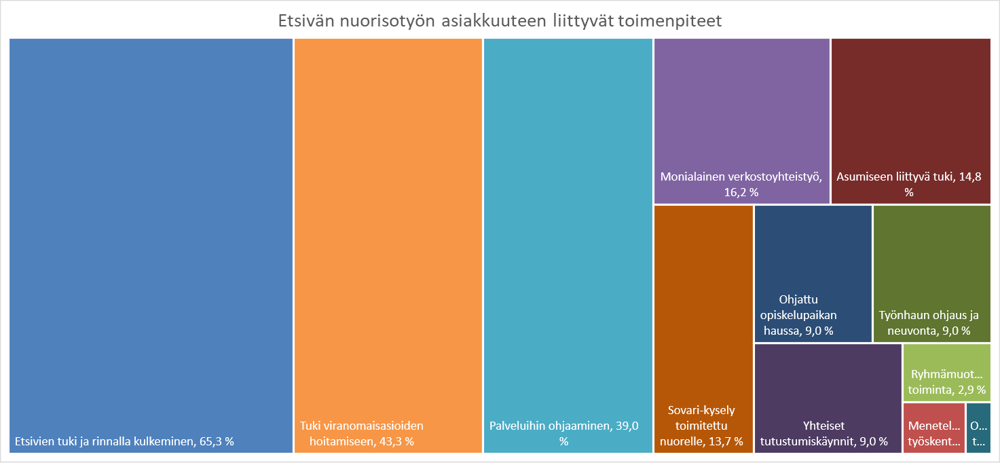 Etsivän nuorisotyön asiakkuuteen liittyvät toimenpiteet
Etsivien tuki ja rinnalla kulkeminen, 65,3 %
Tuki viranomaisasioiden
hoitamiseen, 43,3 %
Palveluihin ohjaaminen, 39,0
%
Monialainen verkostoyhteistyö,
16,2 %
Asumiseen liittyvä tuki, 14,8
%
Sovari-kysely
toimitettu
nuorelle, 13,7 %
Ohjattu
opiskelupaikan
haussa, 9,0 %
Työnhaun ohjaus ja
neuvonta, 9,0 %
Yhteiset
tutustumiskäynnit, 9,0 %
Ryhmämuot...
toiminta, 2,9 %
Menetel...
työskent...
O...
t...